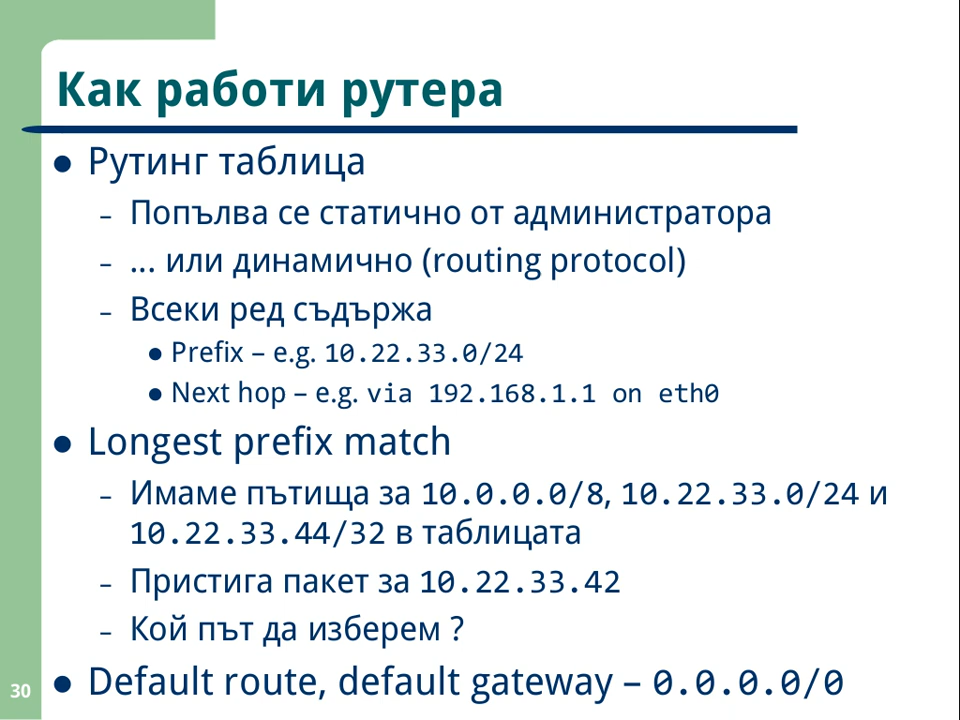 Как работи рутера
● Рутинг таблица
– Попълва се статично от администратора
– ... или динамично (routing protocol)
– Всеки ред съдържа
● Prefix – e.g. 10.22.33.0/24
● Next hop – e.g. via 192.168.1.1 on eth0
● Longest prefix match
– Имаме пътища за 10.0.0.0/8, 10.22.33.0/24 и
10.22.33.44/32 в таблицата
– Пристига пакет за 10.22.33.42
– Кой път да изберем ?
● Default route, default gateway – 0.0.0.0/0
30